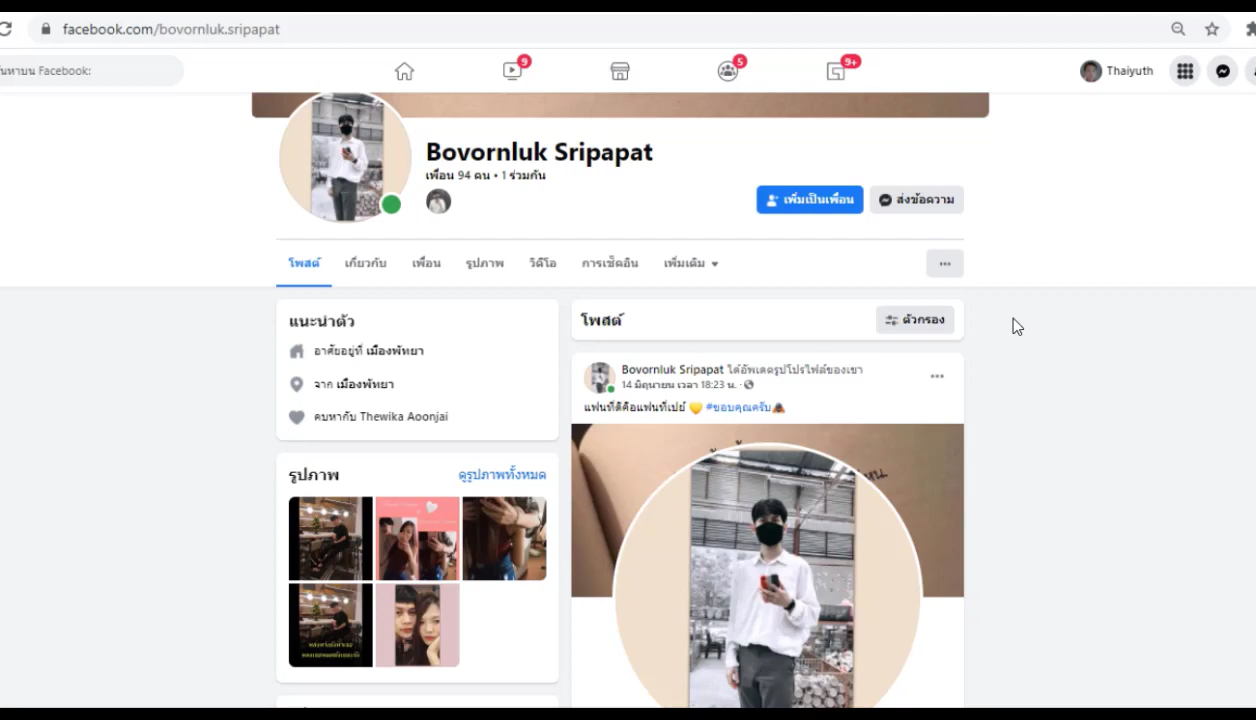 facebook.com/bovornluk.sripapat
นหาบน Facebook:
9
5
9+
Thaiyuth
Bovornluk Sripapat
เพื่อน 94 คน • 1 ร่วมกัน
เพิ่มเป็นเพื่อน
ส่งข้อความ
โพสต์ เกี่ยวกับ เพื่อน รูปภาพ วิดีโอ การเช็คอิน เพิ่มเติม
แนะนำตัว
อาศัยอยู่ที่ เมืองพัทยา
จาก เมืองพัทยา
คบหากับ Thewika Aoonjai
รูปภาพ
ดูรูปภาพทั้งหมด
โพสต์
ตัวกรอง
Bovornluk Sripapat ได้อัพเดตรูปโปรไฟล์ของเขา
14 มิถุนายน เวลา 18:23 น. ·
แฟนที่ดีคือแฟนที่เปย์ 💛 #ขอบคุณครับ🙏